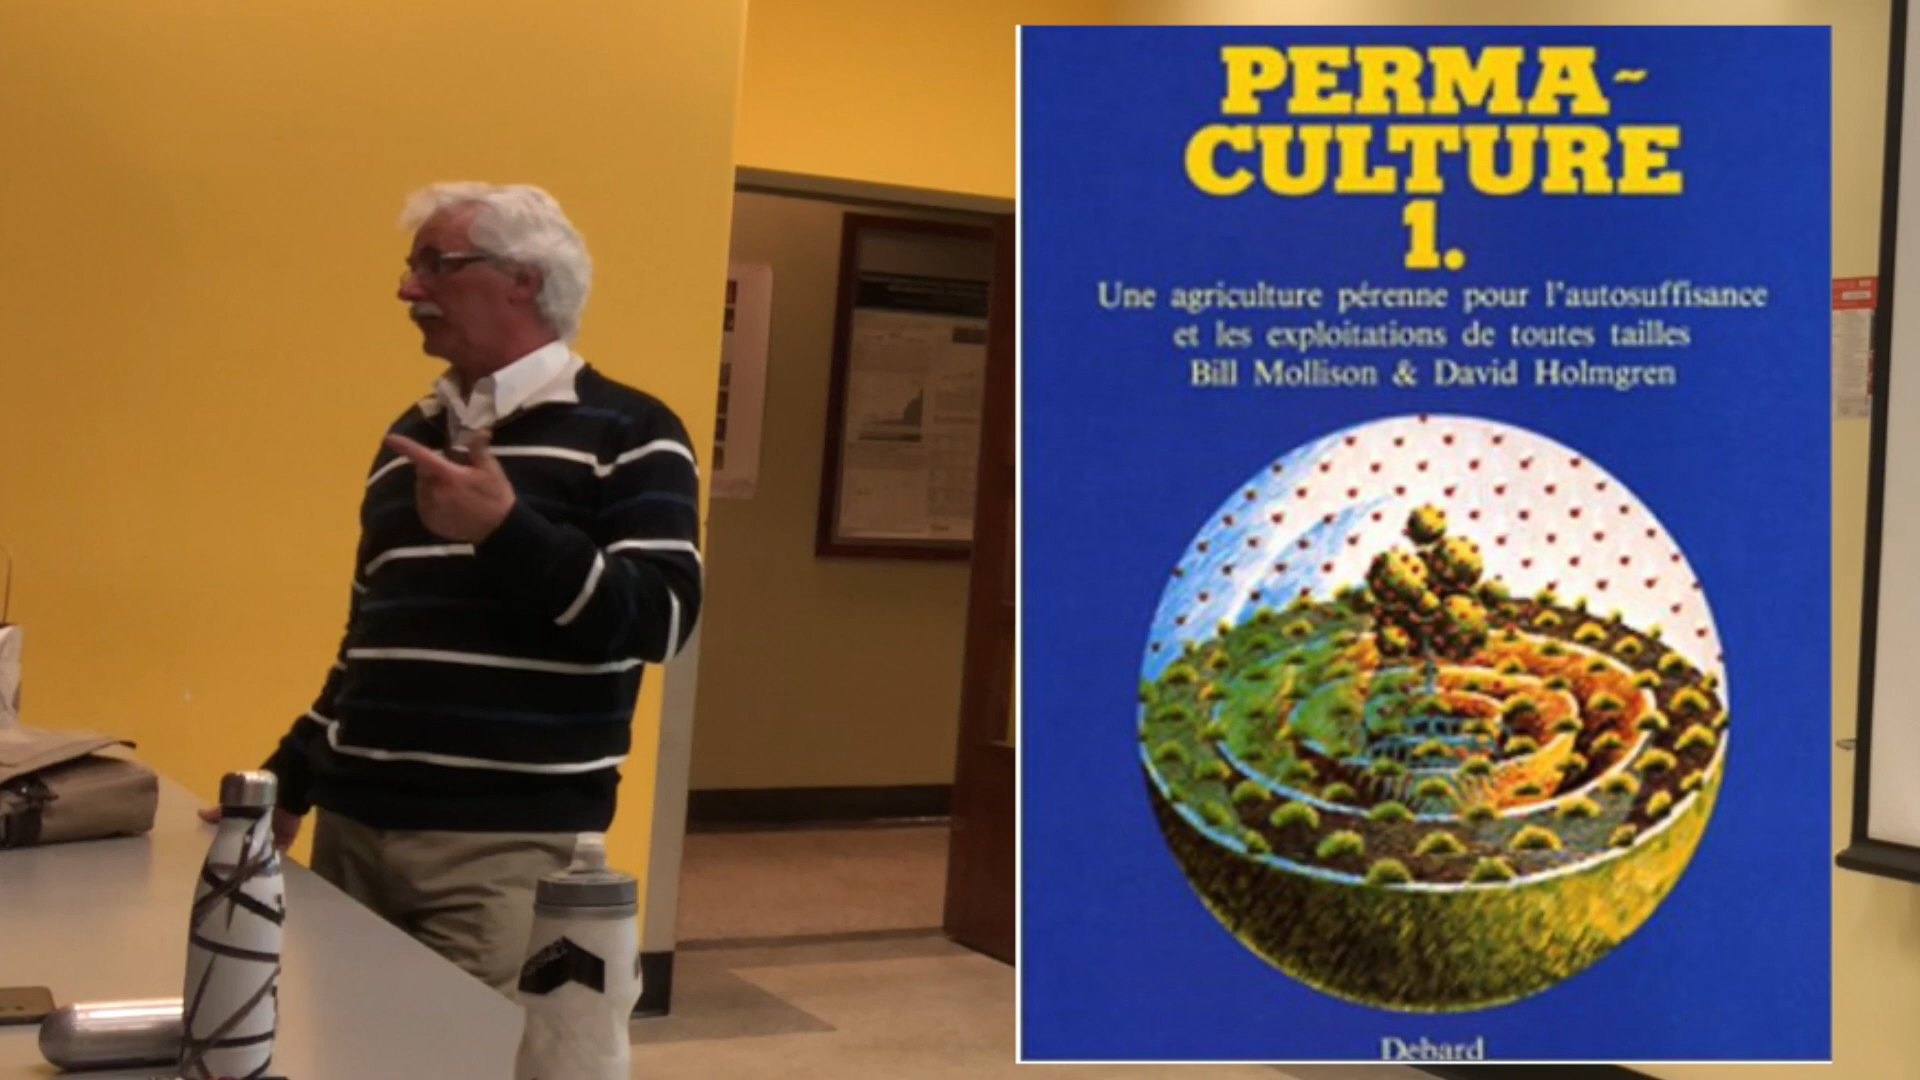 PERMA-
CULTURE
1.
Une agriculture pérenne pour l'autosuffisance
et les exploitations de toutes tailles
Bill Mollison & David Holmgren
Debard